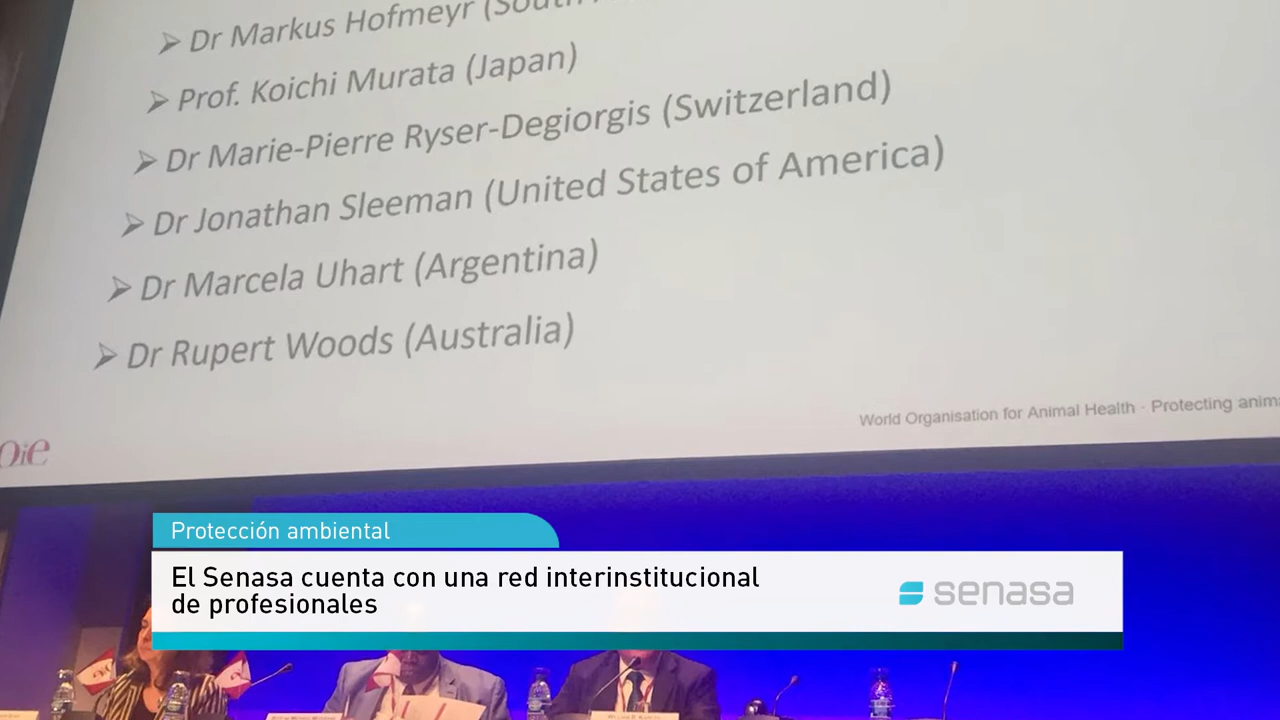 Dr Markus Hofmeyr (South
Prof. Koichi Murata (Japan)
Dr Marie-Pierre Ryser-Degiorgis (Switzerland)
Dr Jonathan Sleeman (United States of America)
Dr Marcela Uhart (Argentina)
Dr Rupert Woods (Australia)
World Organisation for Animal Health · Protecting
oie
Protección ambiental
El Senasa cuenta con una red interinstitucional
de profesionales
senasa